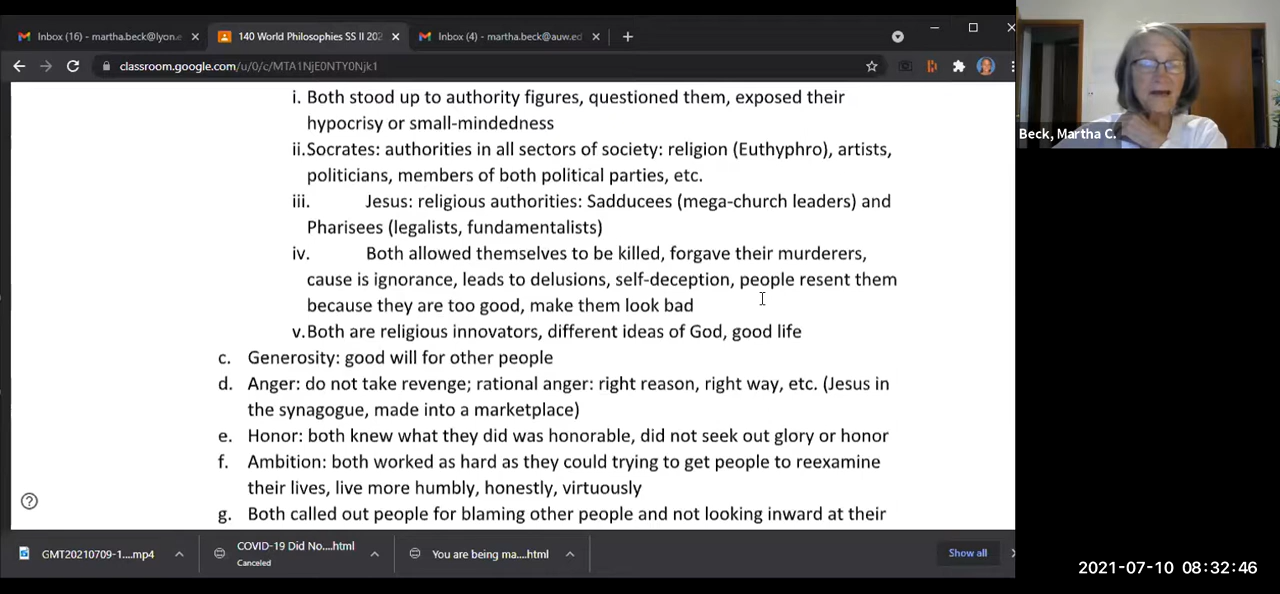 Inbox (16) - martha.beck@lyon.e
140 World Philosophies SS II 202
Inbox (4) - martha.beck@auw.ed
classroom.google.com/u/0/c/MTA1NjE0NTY0Njk1
i. Both stood up to authority figures, questioned them, exposed their
hypocrisy or small-mindedness
ii. Socrates: authorities in all sectors of society: religion (Euthyphro), artists,
politicians, members of both political parties, etc.
iii. Jesus: religious authorities: Sadducees (mega-church leaders) and
Pharisees (legalists, fundamentalists)
iv. Both allowed themselves to be killed, forgave their murderers,
cause is ignorance, leads to delusions, self-deception, people resent them
because they are too good, make them look bad
v. Both are religious innovators, different ideas of God, good life
c. Generosity: good will for other people
d. Anger: do not take revenge; rational anger: right reason, right way, etc. (Jesus in
the synagogue, made into a marketplace)
e. Honor: both knew what they did was honorable, did not seek out glory or honor
f. Ambition: both worked as hard as they could trying to get people to reexamine
their lives, live more humbly, honestly, virtuously
g. Both called out people for blaming other people and not looking inward at their
GMT20210709-1....mp4
COVID-19 Did No....html
Canceled
You are being ma....html
Show all
Beck, Martha C.
2021-07-10 08:32:46